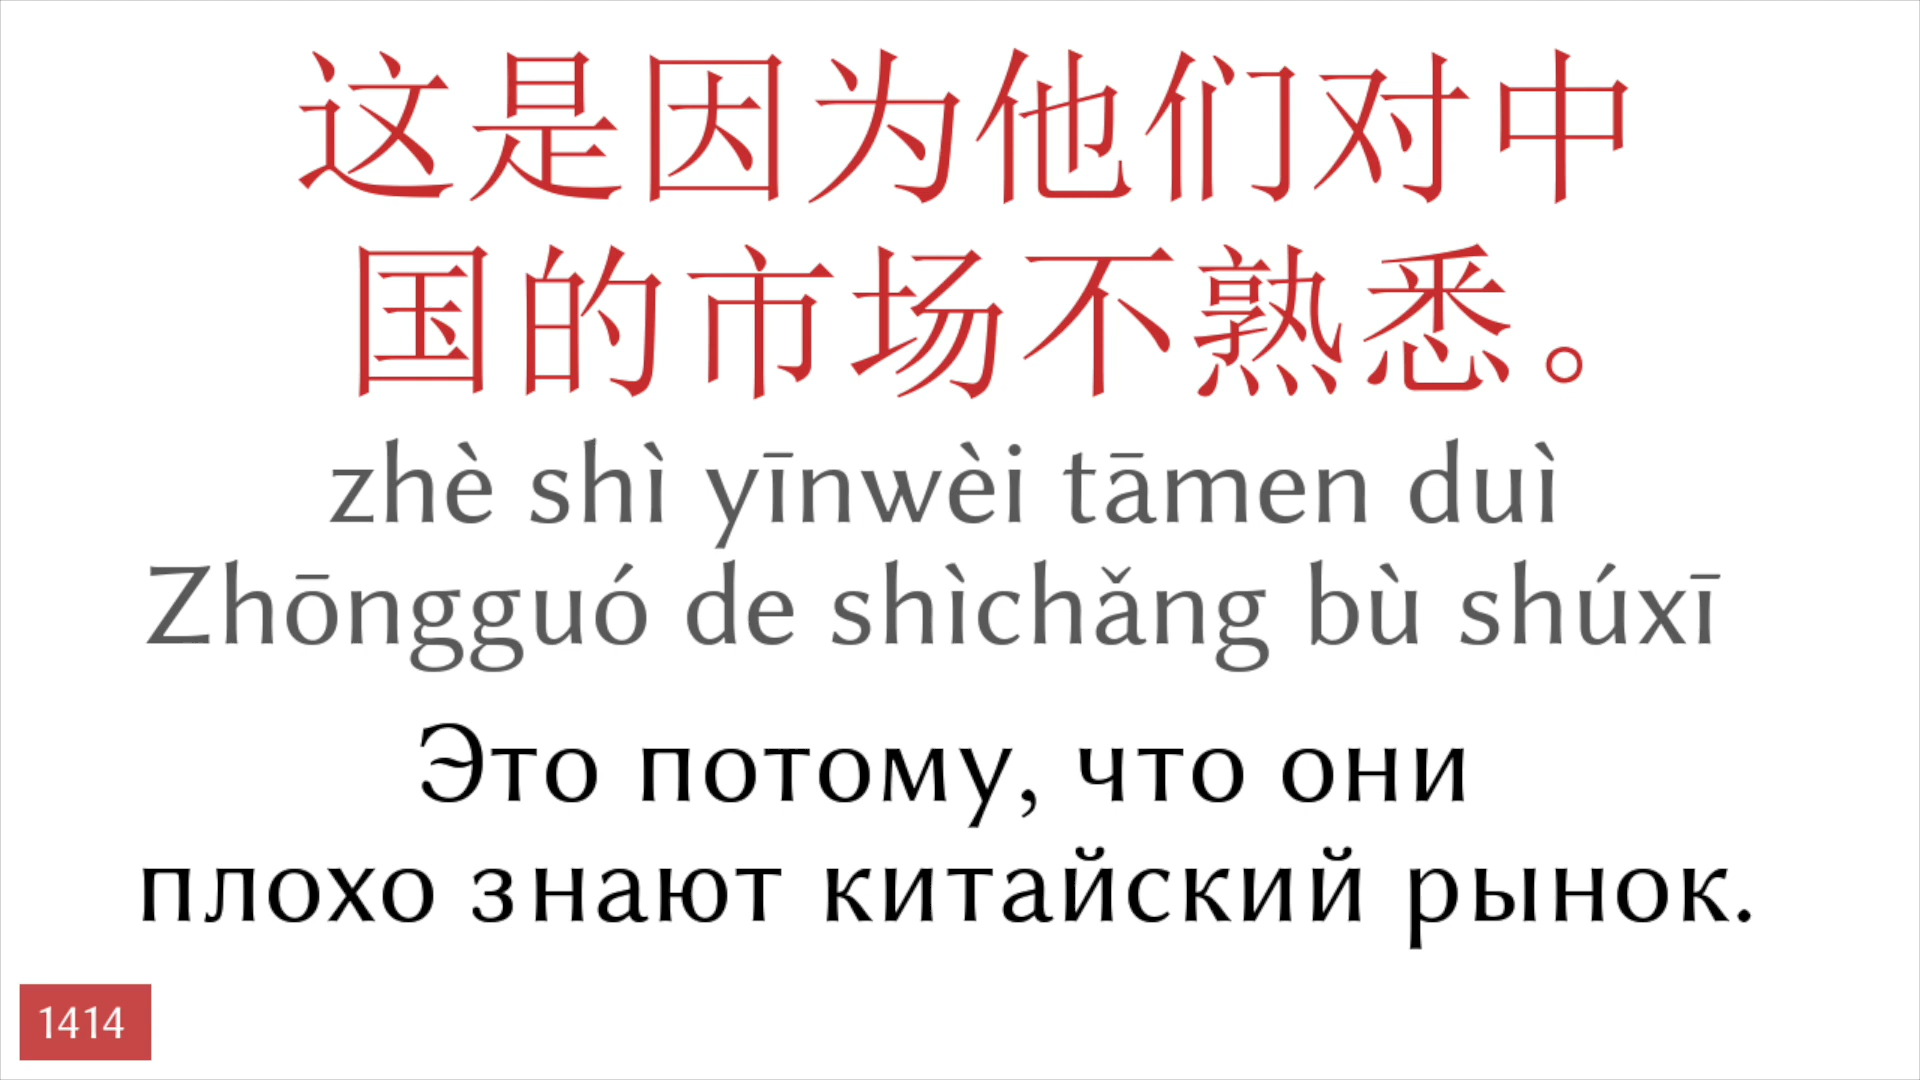 这是因为他们对中
国的市场不熟悉。
zhè shì yīnwèi tāmen duì
Zhōngguó de shìchǎng bù shúxī
Это потому, что они
плохо знают китайский рынок.
1414